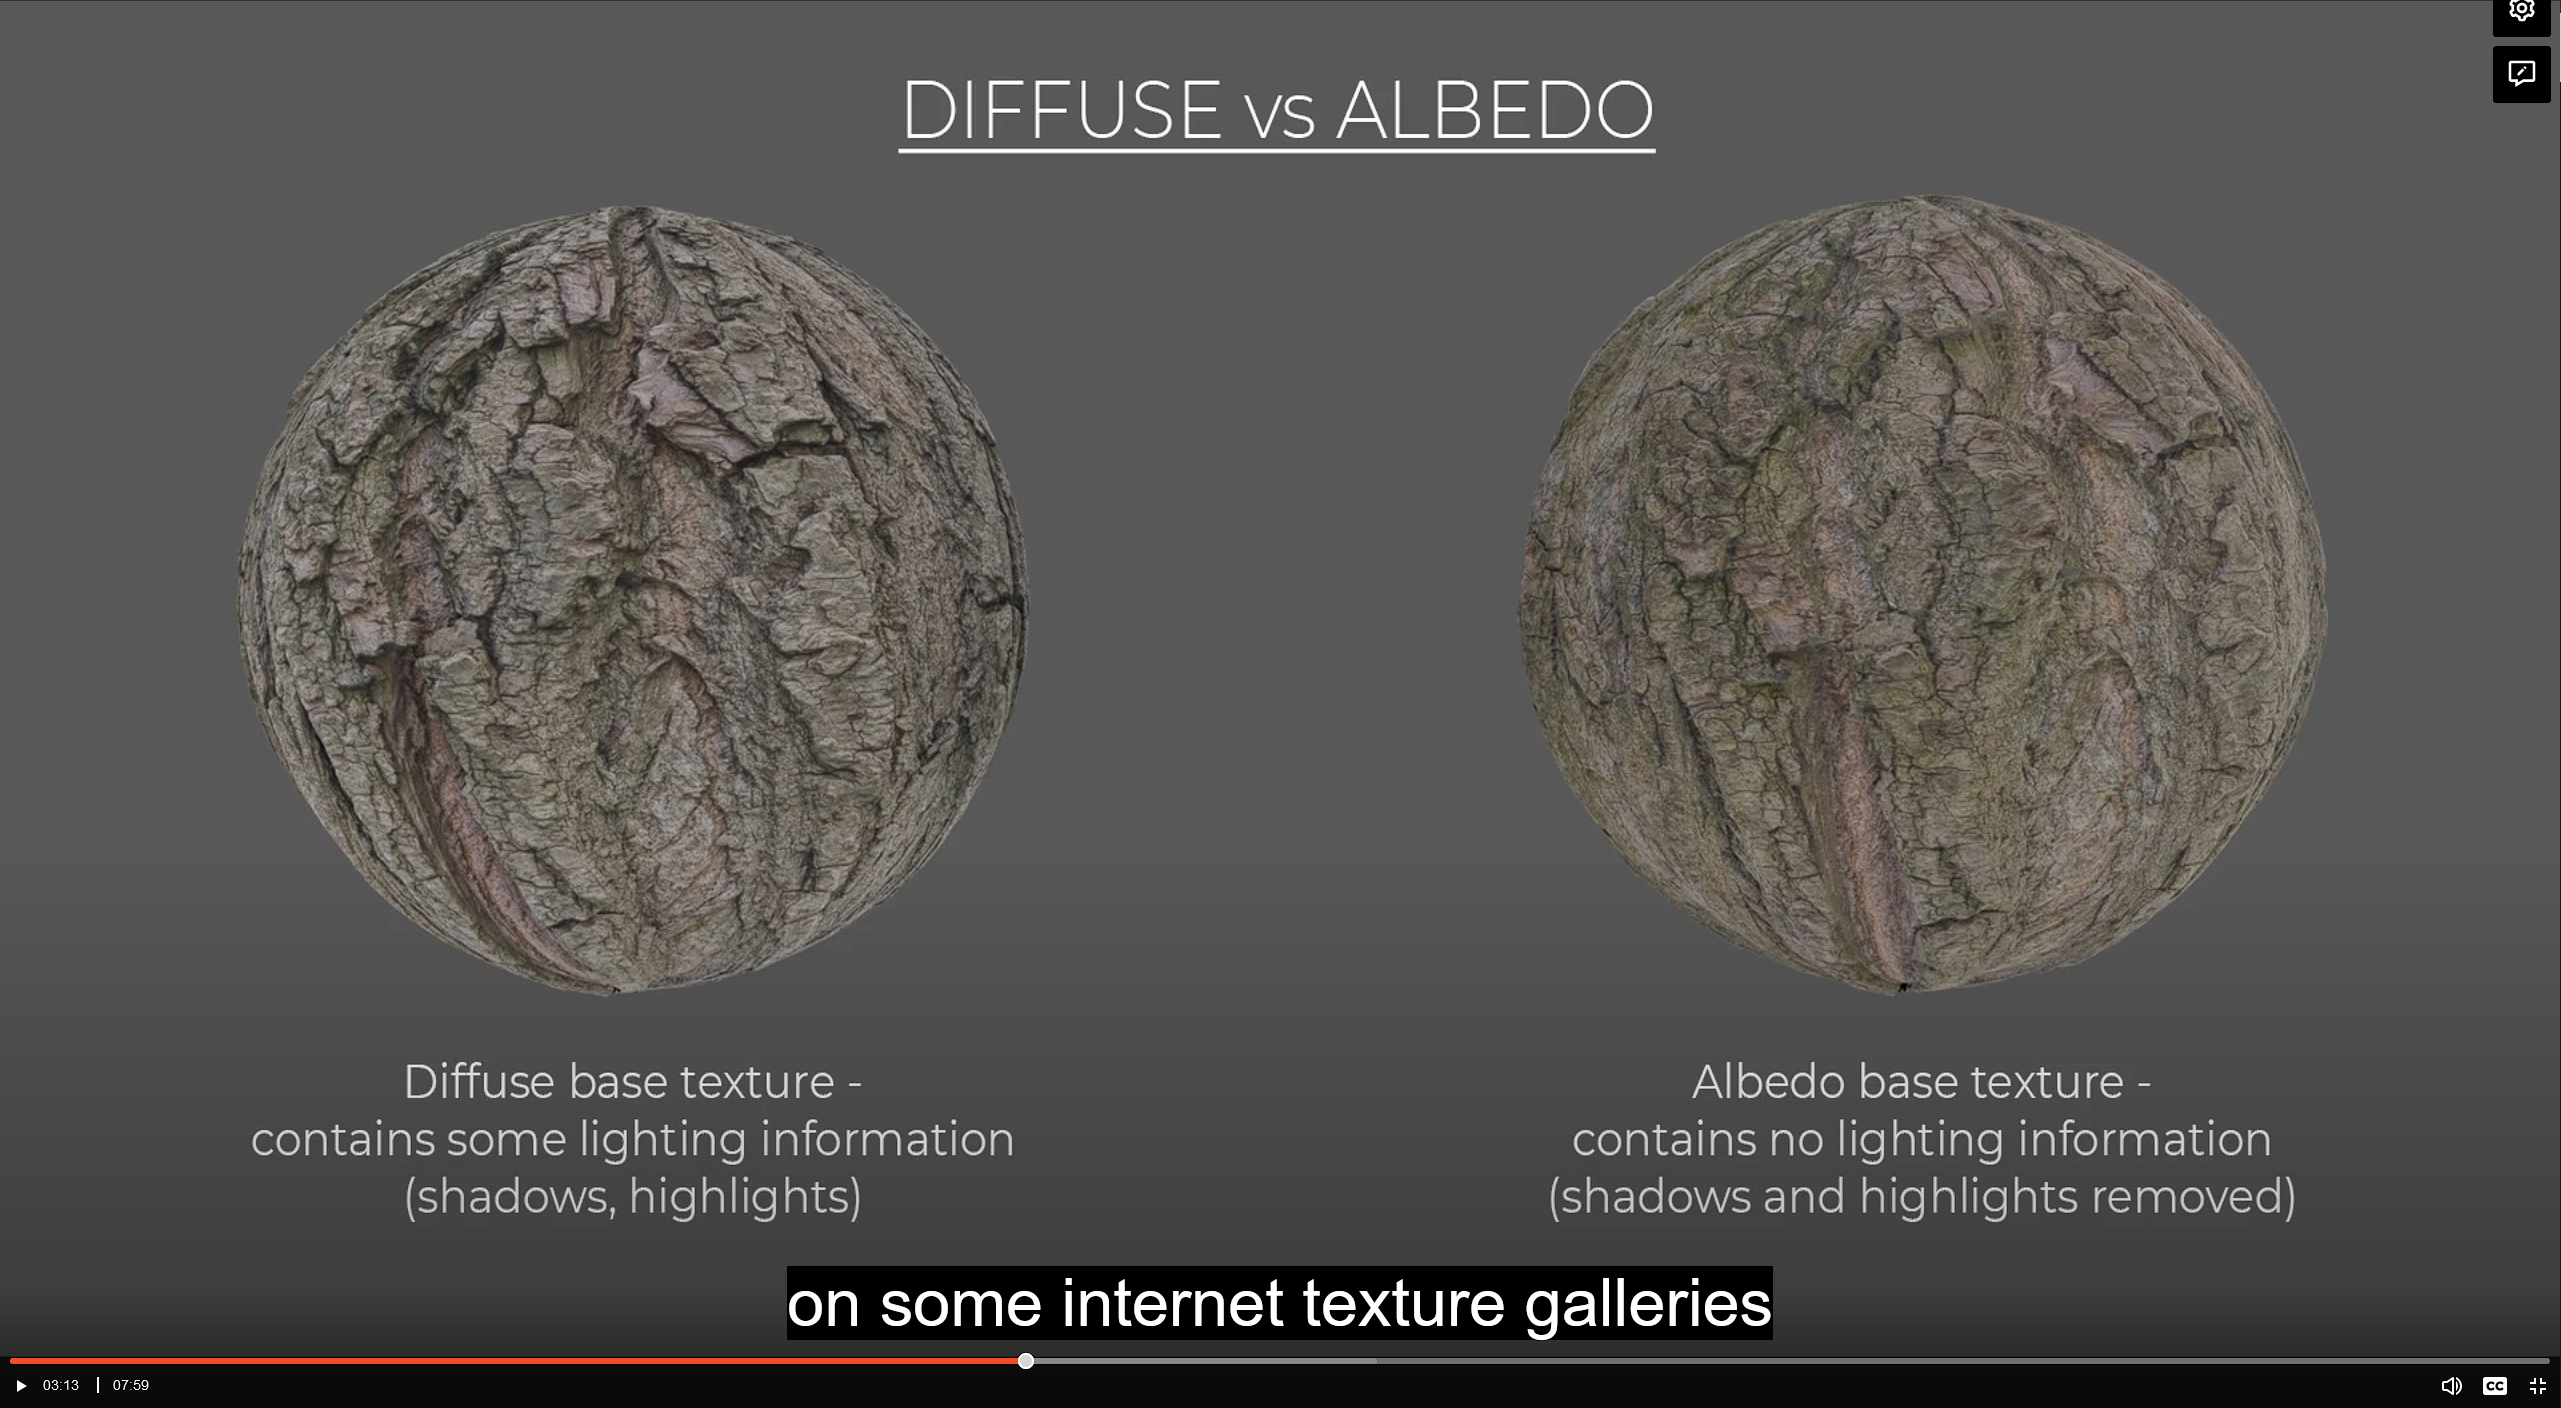 DIFFUSE vs ALBEDO
Diffuse base texture -
contains some lighting information
(shadows, highlights)
Albedo base texture -
contains no lighting information
(shadows and highlights removed)
on some internet texture galleries
03:13 | 07:59
CC